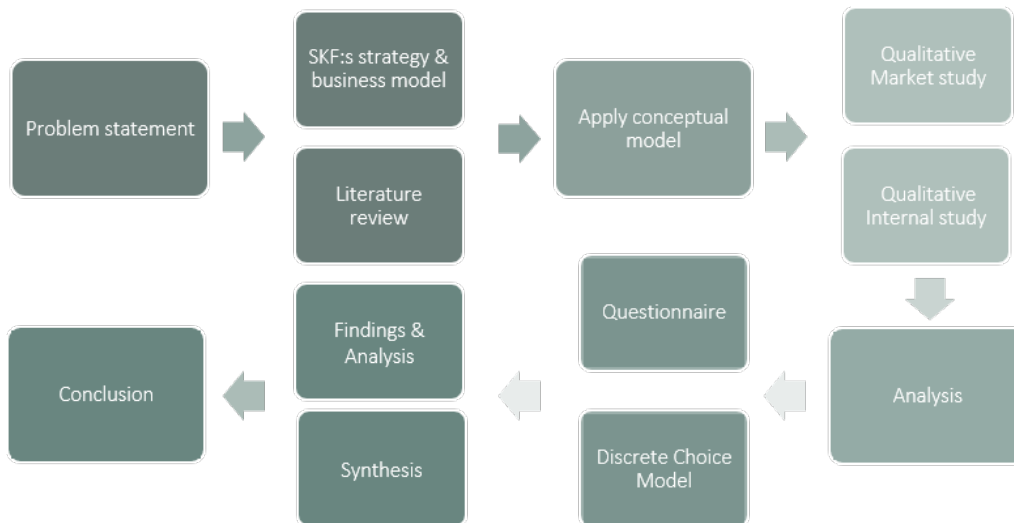 Problem statement
SKF:s strategy &
business model
Literature
review
Apply conceptual
model
Qualitative
Market study
Qualitative
Internal study
Analysis
Questionnaire
Discrete Choice
Model
Findings &
Analysis
Synthesis
Conclusion